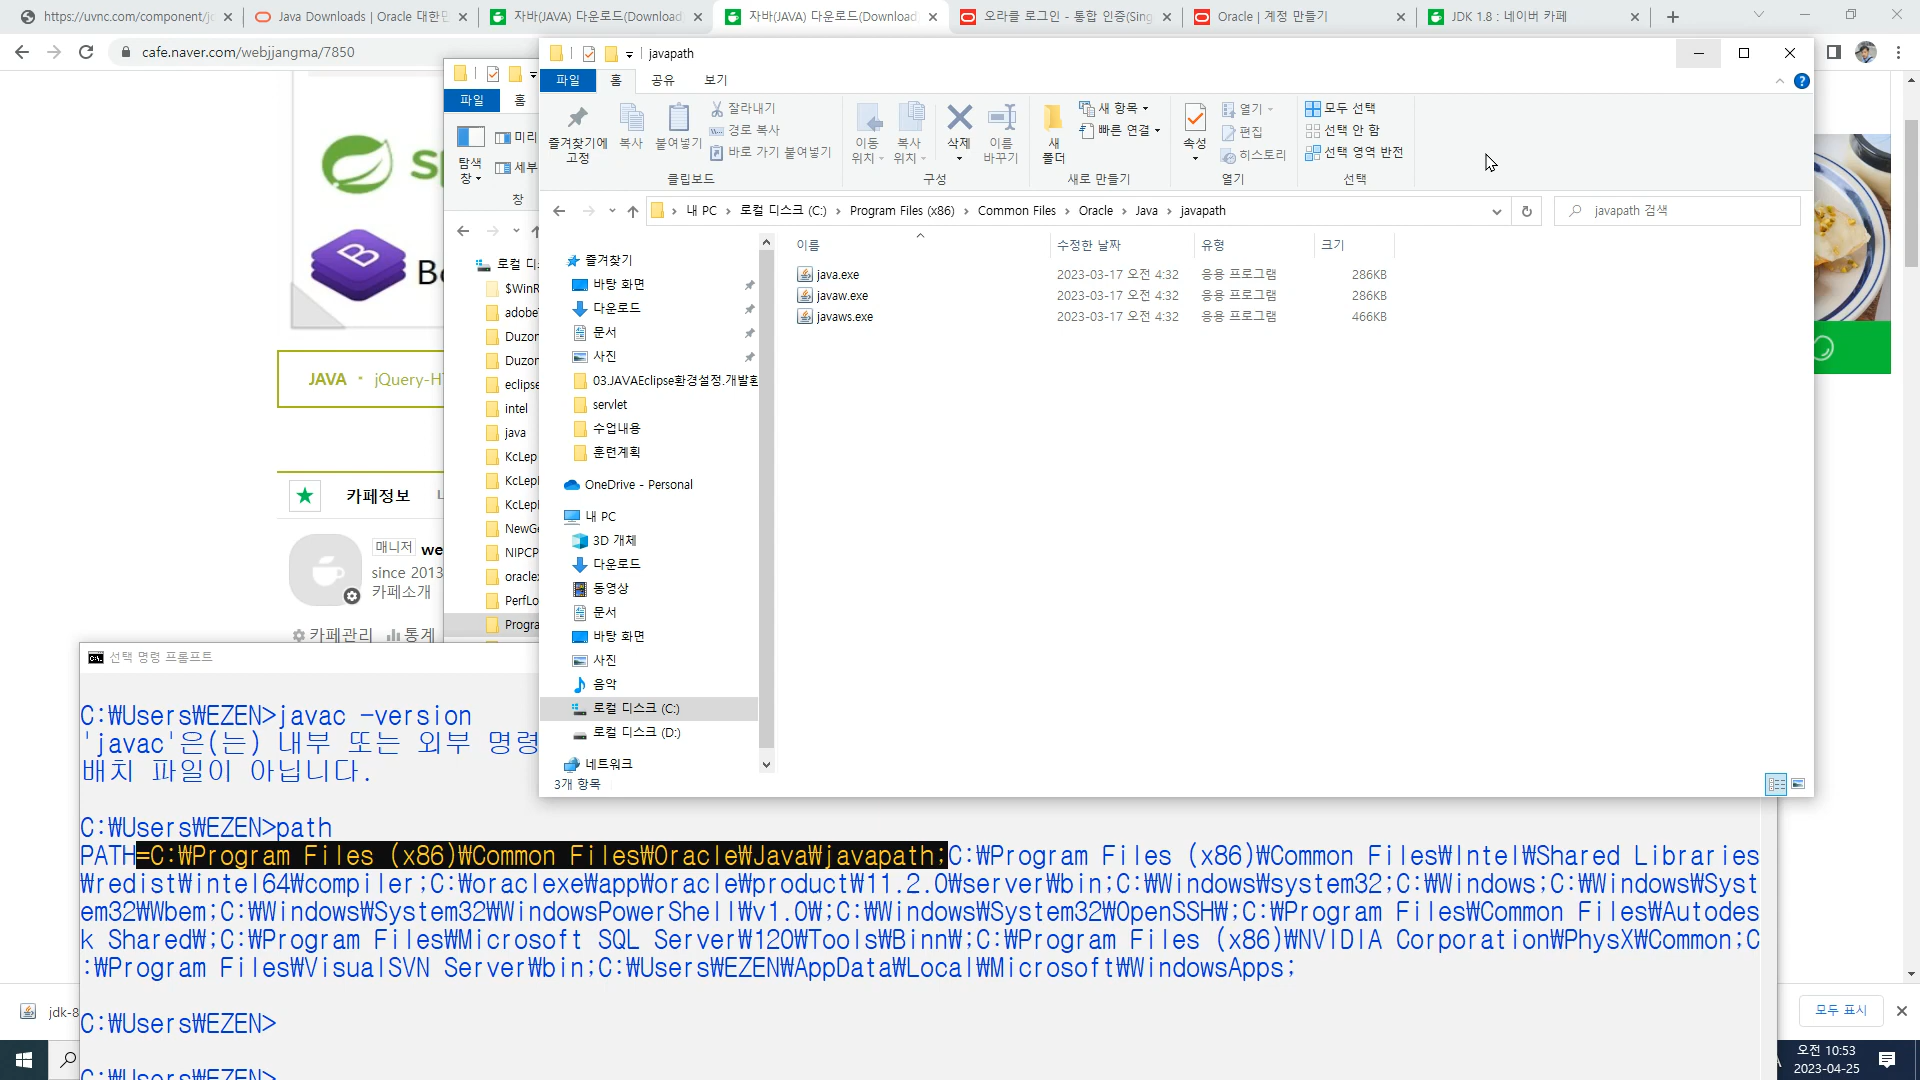 https://uvnc.com/component/jc
Java Downloads | Oracle 대한민
자바(JAVA) 다운로드(Download
자바(JAVA) 다운로드(Download
오라클 로그인 - 통합 인증(Sing
Oracle | 계정 만들기
JDK 1.8 : 네이버 카페
cafe.naver.com/webjjangma/7850
javapath
파일
홈
공유
보기
즐겨찾기에 고정
복사
붙여넣기
잘라내기
경로 복사
바로 가기 붙여넣기
클립보드
이동 위치
복사 위치
삭제
이름 바꾸기
구성
새 폴더
새 항목
빠른 연결
새로 만들기
속성
열기
편집
히스토리
열기
모두 선택
선택 안 함
선택 영역 반전
선택
내 PC > 로컬 디스크 (C:) > Program Files (x86) > Common Files > Oracle > Java > javapath
javapath 검색
이름
수정한 날짜
유형
크기
java.exe 2023-03-17 오전 4:32 응용 프로그램 286KB
javaw.exe 2023-03-17 오전 4:32 응용 프로그램 286KB
javaws.exe 2023-03-17 오전 4:32 응용 프로그램 466KB
즐겨찾기
바탕 화면
다운로드
문서
사진
03.JAVAEclipse환경설정.개발환
servlet
수업내용
훈련계획
OneDrive - Personal
내 PC
3D 개체
다운로드
동영상
문서
바탕 화면
사진
음악
로컬 디스크 (C:)
로컬 디스크 (D:)
네트워크
3개 항목
파일
홈
탐색 창
미리
세부
창
로컬 디
$WinR
adobe
Duzon
Duzon
eclipse
intel
java
KcLep
KcLep
KcLep
NewGe
NIPCP
oraclex
PerfLo
Progra
JAVA · jQuery-H
카페정보
매니저 we
since 2013
카페소개
카페관리
통계
선택 명령 프롬프트
C:₩Users₩EZEN>javac -version
'javac'은(는) 내부 또는 외부 명령
배치 파일이 아닙니다.
C:₩Users₩EZEN>path
PATH=C:₩Program Files (x86)₩Common Files₩Oracle₩Java₩javapath;C:₩Program Files (x86)₩Common Files₩Intel₩Shared Libraries
₩redist₩intel64₩compiler;C:₩oraclexe₩app₩oracle₩product₩11.2.0₩server₩bin;C:₩Windows₩system32;C:₩Windows;C:₩Windows₩Syst
em32₩Wbem;C:₩Windows₩System32₩WindowsPowerShell₩v1.0₩;C:₩Windows₩System32₩OpenSSH₩;C:₩Program Files₩Common Files₩Autodes
k Shared₩;C:₩Program Files₩Microsoft SQL Server₩120₩Tools₩Binn₩;C:₩Program Files (x86)₩NVIDIA Corporation₩PhysX₩Common;C
:₩Program Files₩VisualSVN Server₩bin;C:₩Users₩EZEN₩AppData₩Local₩Microsoft₩WindowsApps;
C:₩Users₩EZEN>
C:₩Users₩EZEN>
jdk-8
모두 표시
오전 10:53
2023-04-25